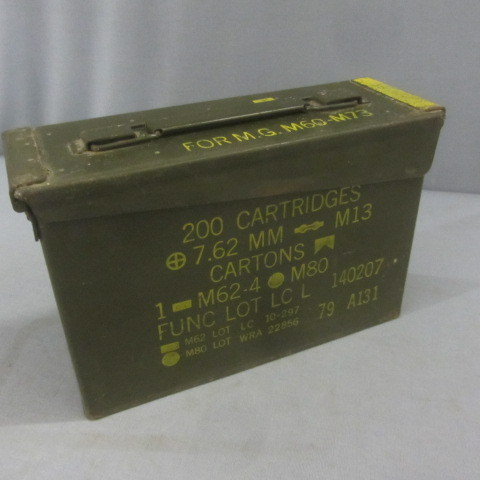 FOR M.G. M60-M73
200 CARTRIDGES
7.62 MM M13
CARTONS
1 M62-4 M80
FUNC LOT LC L 140207
M62 LOT LC 10-297 79 A131
M80 LOT WRA 22856